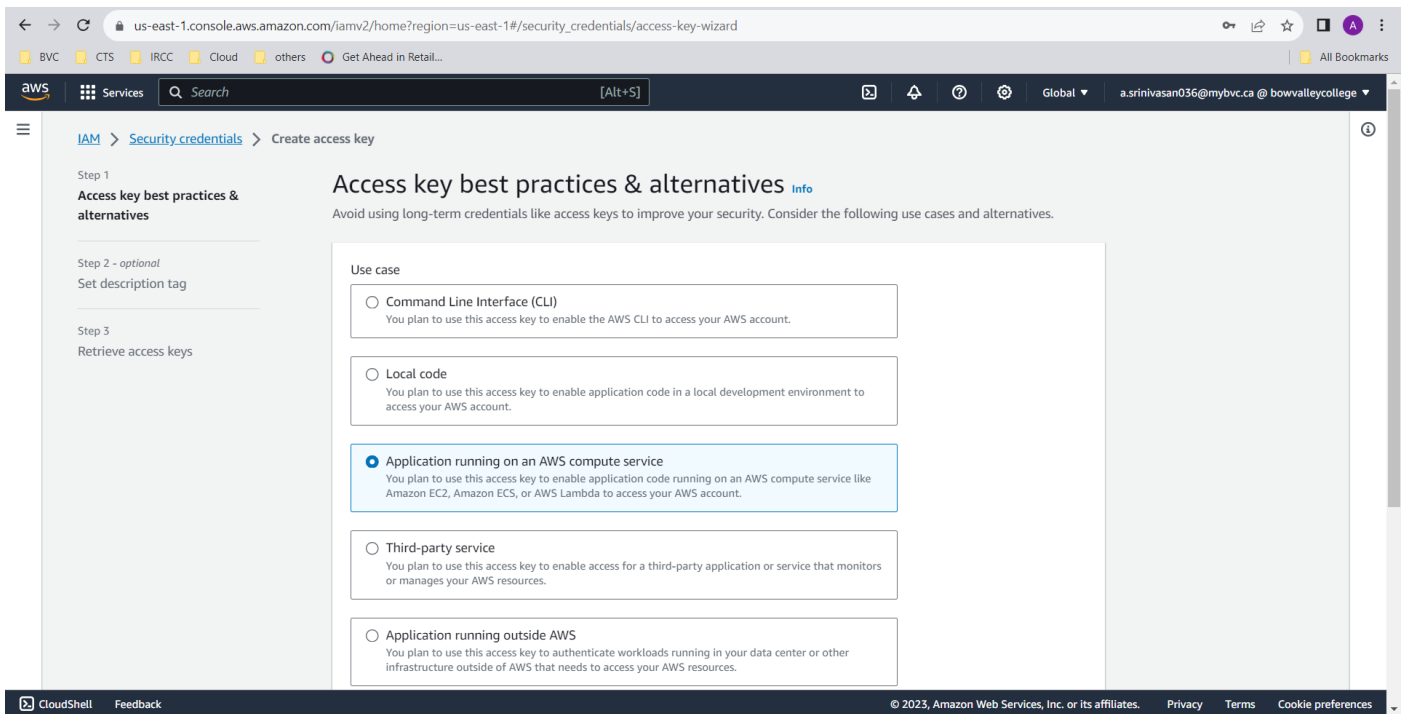 us-east-1.console.aws.amazon.com/iamv2/home?region=us-east-1#/security_credentials/access-key-wizard
A
BVC
CTS
IRCC
Cloud
others
Get Ahead in Retail...
All Bookmarks
aws
Services
Search
[Alt+S]
Global
a.srinivasan036@mybvc.ca @ bowvalleycollege
IAM > Security credentials > Create access key
Step 1
Access key best practices &
alternatives
Step 2 - optional
Set description tag
Step 3
Retrieve access keys
Access key best practices & alternatives Info
Avoid using long-term credentials like access keys to improve your security. Consider the following use cases and alternatives.
Use case
Command Line Interface (CLI)
You plan to use this access key to enable the AWS CLI to access your AWS account.
Local code
You plan to use this access key to enable application code in a local development environment to
access your AWS account.
Application running on an AWS compute service
You plan to use this access key to enable application code running on an AWS compute service like
Amazon EC2, Amazon ECS, or AWS Lambda to access your AWS account.
Third-party service
You plan to use this access key to enable access for a third-party application or service that monitors
or manages your AWS resources.
Application running outside AWS
You plan to use this access key to authenticate workloads running in your data center or other
infrastructure outside of AWS that needs to access your AWS resources.
CloudShell
Feedback
© 2023, Amazon Web Services, Inc. or its affiliates.
Privacy
Terms
Cookie preferences